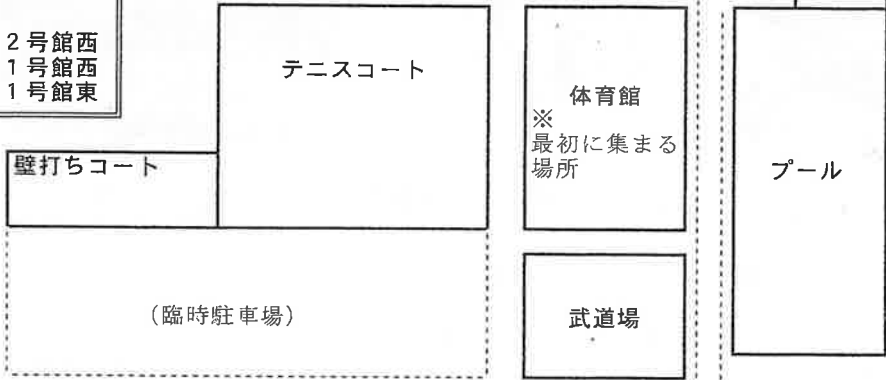 2号館西
1号館西
1号館東
テニスコート
体育館
※
最初に集まる
場所
壁打ちコート
プール
(臨時駐車場)
武道場